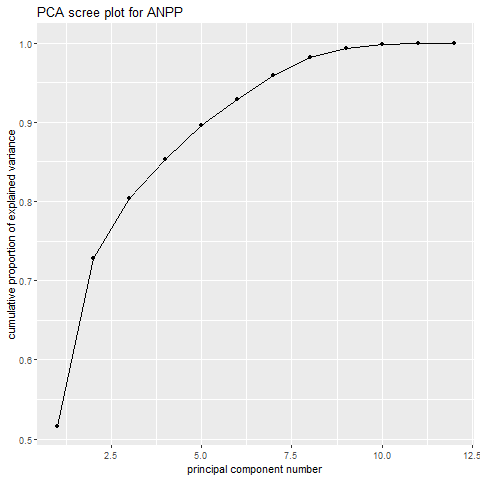 PCA scree plot for ANPP
cumulative proportion of explained variance
1.0
0.9
0.8
0.7
0.6
0.5
2.5 5.0 7.5 10.0 12.5
principal component number